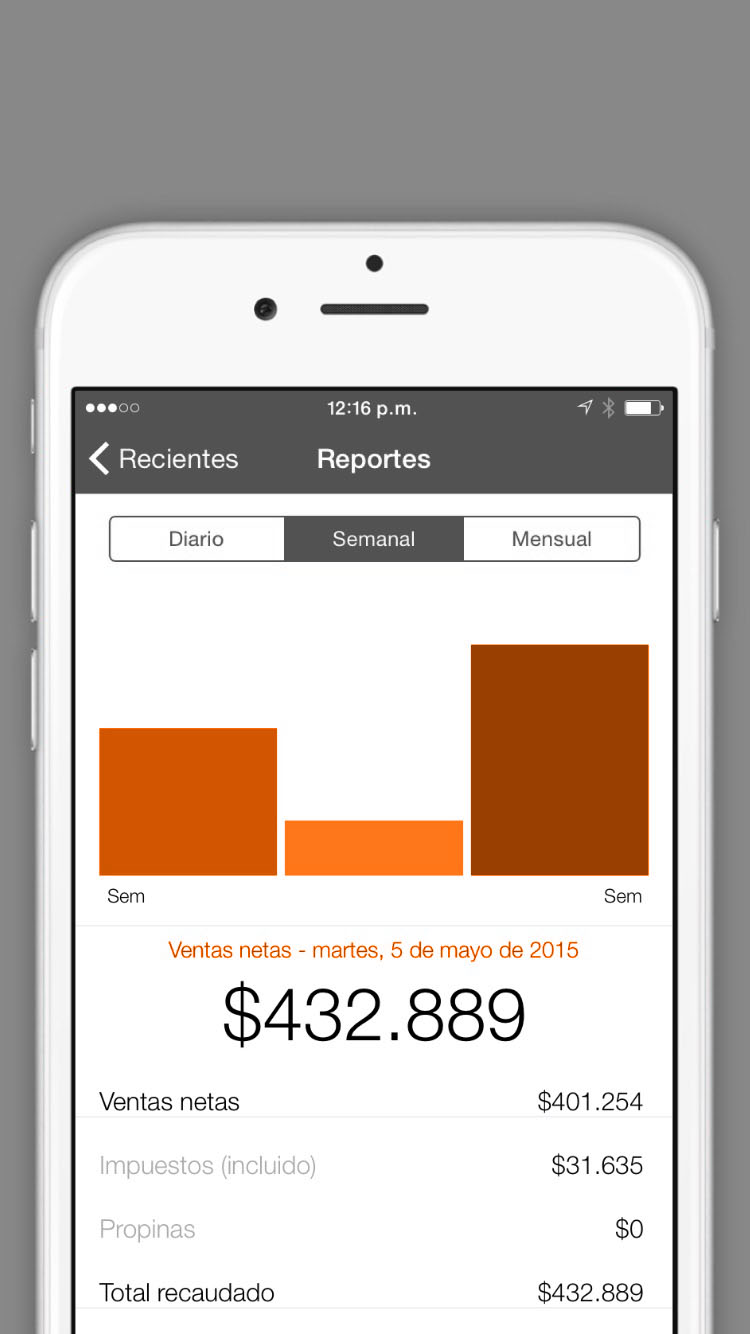 12:16 p.m.
Recientes
Reportes
Diario
Semanal
Mensual
Sem
Sem
Ventas netas - martes, 5 de mayo de 2015
$432.889
Ventas netas $401.254
Impuestos (incluido) $31.635
Propinas $0
Total recaudado $432.889